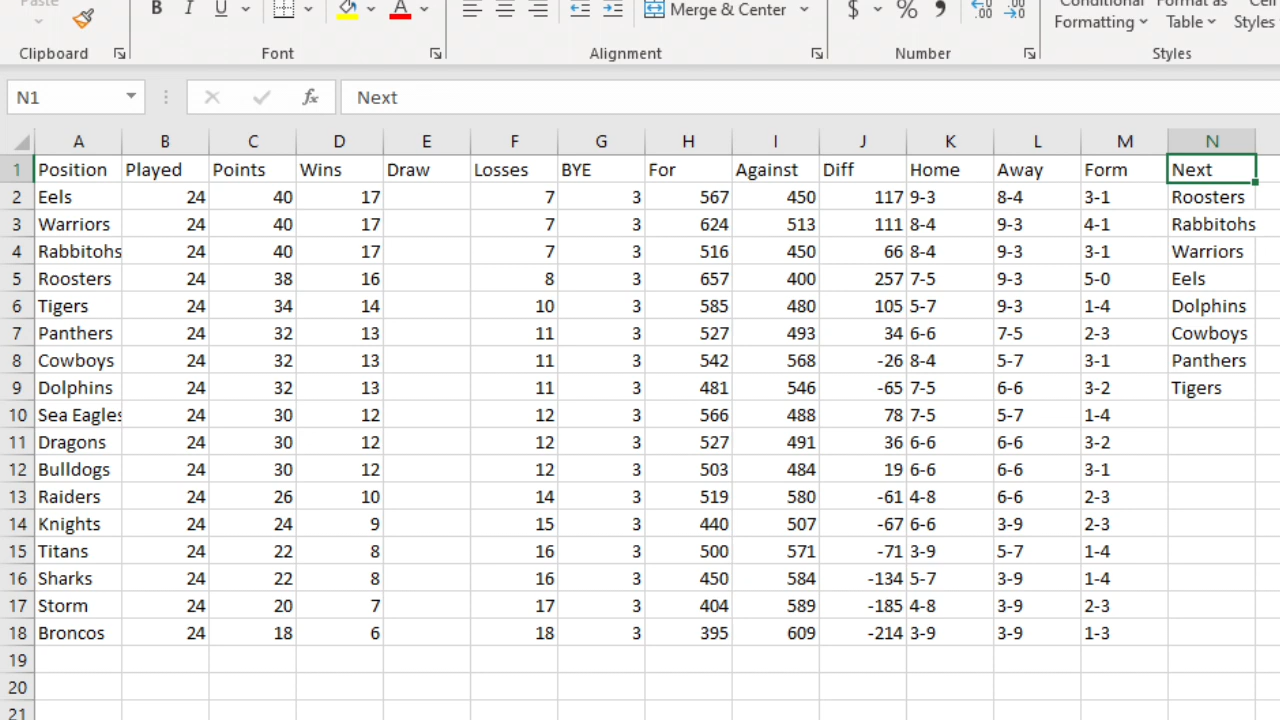 Paste B I U A Merge & Center $ % 9 .00 .00 Conditional Format as Cell
Formatting Table Styles
Clipboard Font Alignment Number Styles
N1 fx Next
A B C D E F G H I J K L M N
1 Position Played Points Wins Draw Losses BYE For Against Diff Home Away Form Next
2 Eels 24 40 17 7 3 567 450 117 9-3 8-4 3-1 Roosters
3 Warriors 24 40 17 7 3 624 513 111 8-4 9-3 4-1 Rabbitohs
4 Rabbitohs 24 40 17 7 3 516 450 66 8-4 9-3 3-1 Warriors
5 Roosters 24 38 16 8 3 657 400 257 7-5 9-3 5-0 Eels
6 Tigers 24 34 14 10 3 585 480 105 5-7 9-3 1-4 Dolphins
7 Panthers 24 32 13 11 3 527 493 34 6-6 7-5 2-3 Cowboys
8 Cowboys 24 32 13 11 3 542 568 -26 8-4 5-7 3-1 Panthers
9 Dolphins 24 32 13 11 3 481 546 -65 7-5 6-6 3-2 Tigers
10 Sea Eagles 24 30 12 12 3 566 488 78 7-5 5-7 1-4
11 Dragons 24 30 12 12 3 527 491 36 6-6 6-6 3-2
12 Bulldogs 24 30 12 12 3 503 484 19 6-6 6-6 3-1
13 Raiders 24 26 10 14 3 519 580 -61 4-8 6-6 2-3
14 Knights 24 24 9 15 3 440 507 -67 6-6 3-9 2-3
15 Titans 24 22 8 16 3 500 571 -71 3-9 5-7 1-4
16 Sharks 24 22 8 16 3 450 584 -134 5-7 3-9 1-4
17 Storm 24 20 7 17 3 404 589 -185 4-8 3-9 2-3
18 Broncos 24 18 6 18 3 395 609 -214 3-9 3-9 1-3
19
20
21